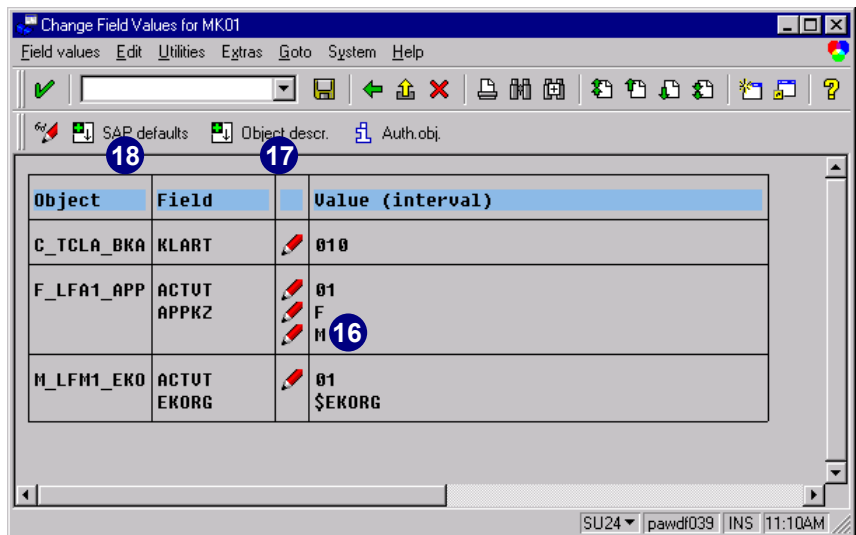 Change Field Values for MK01
Field values Edit Utilities Extras Goto System Help
SAP defaults Object descr. Auth.obj.
18 17
Object Field Value (interval)
C_TCLA_BKA KLART 010
F_LFA1_APP ACTVT 01
APPKZ F
M 16
M_LFM1_EKO ACTVT 01
EKORG $EKORG
SU24 pawdf039 INS 11:10AM